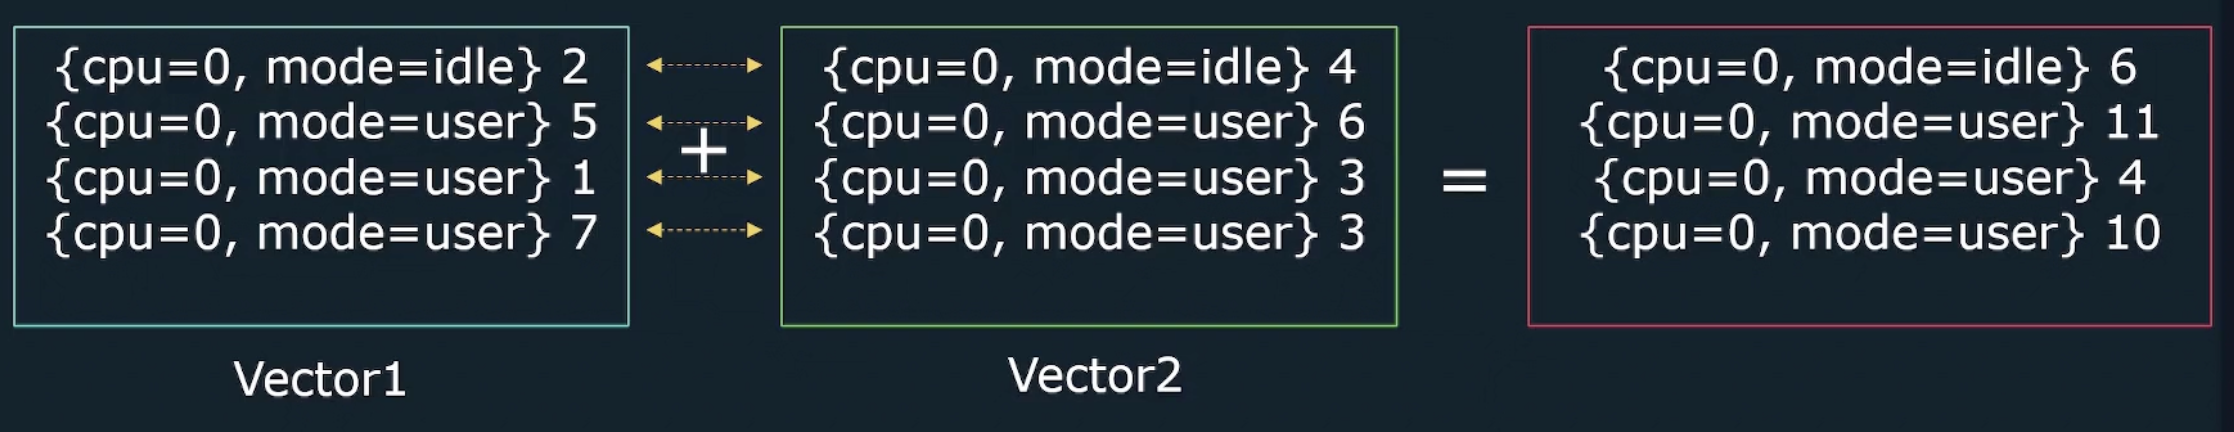 {cpu=0, mode=idle} 2
{cpu=0, mode=user} 5
{cpu=0, mode=user} 1
{cpu=0, mode=user} 7
Vector1
+
{cpu=0, mode=idle} 4
{cpu=0, mode=user} 6
{cpu=0, mode=user} 3
{cpu=0, mode=user} 3
Vector2
=
{cpu=0, mode=idle} 6
{cpu=0, mode=user} 11
{cpu=0, mode=user} 4
{cpu=0, mode=user} 10